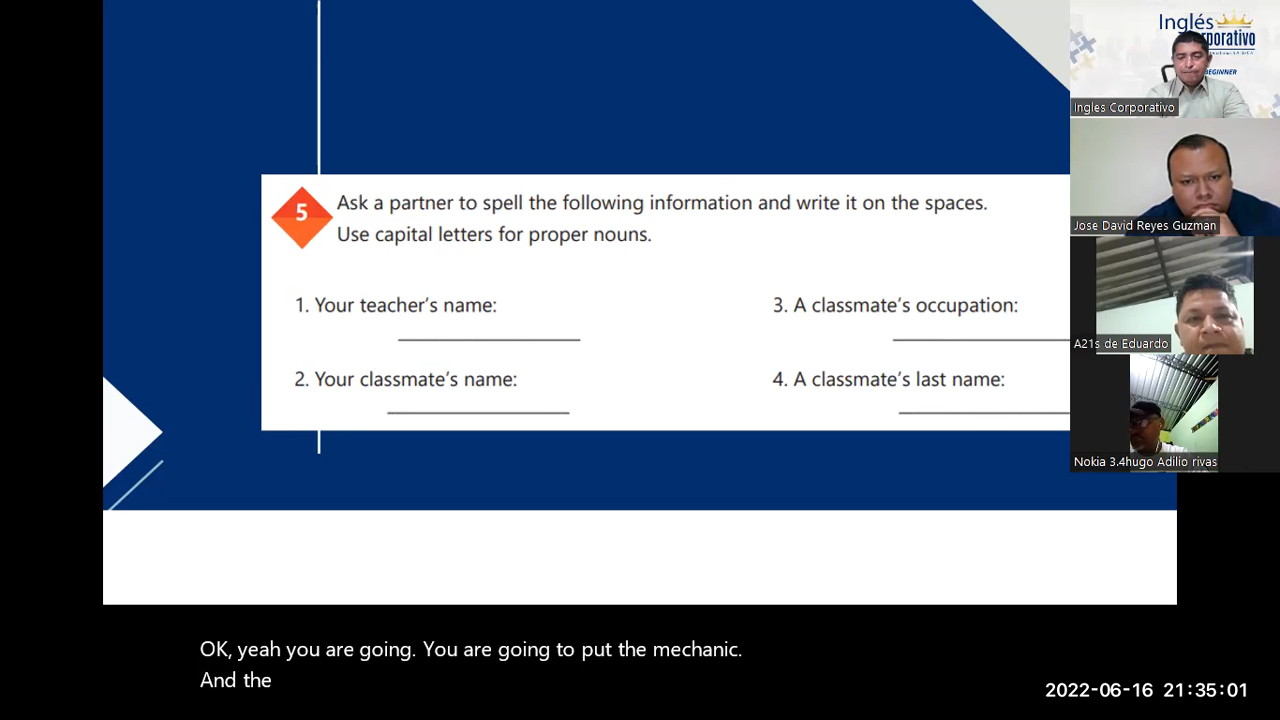 5
Ask a partner to spell the following information and write it on the spaces.
Use capital letters for proper nouns.
1. Your teacher's name:
3. A classmate's occupation:
2. Your classmate's name:
4. A classmate's last name:
Inglés
BEGINNER
Ingles Corporativo
Jose David Reyes Guzman
A21s de Eduardo
Nokia 3.4hugo Adilio rivas
OK, yeah you are going. You are going to put the mechanic.
And the
2022-06-16 21:35:01